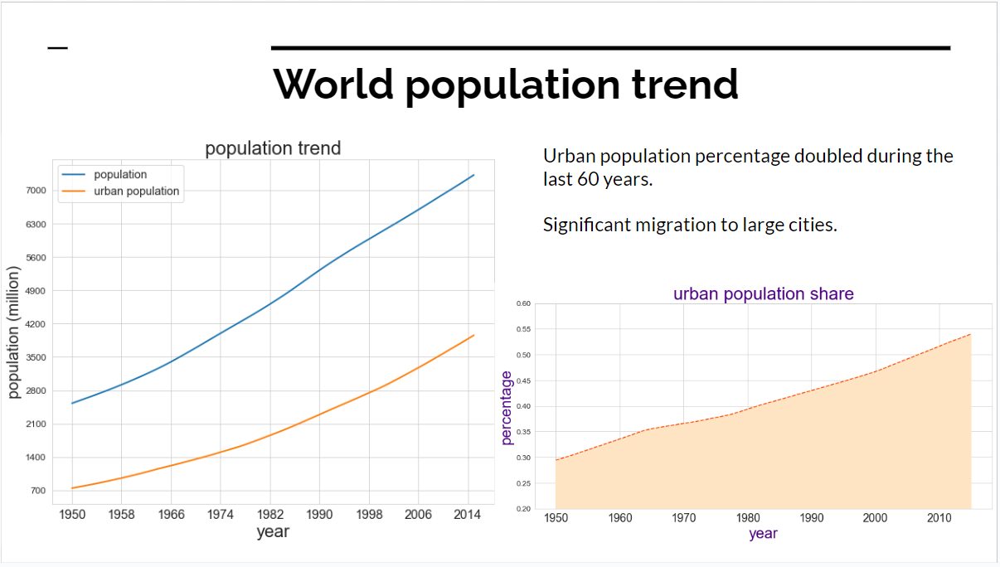 World population trend
population trend
population
urban population
7000
6300
5600
4900
4200
3500
2800
2100
1400
700
population (million)
1950 1958 1966 1974 1982 1990 1998 2006 2014
year
Urban population percentage doubled during the
last 60 years.
Significant migration to large cities.
urban population share
0.60
0.55
0.50
0.45
0.40
0.35
0.30
0.25
0.20
percentage
1950 1960 1970 1980 1990 2000 2010
year